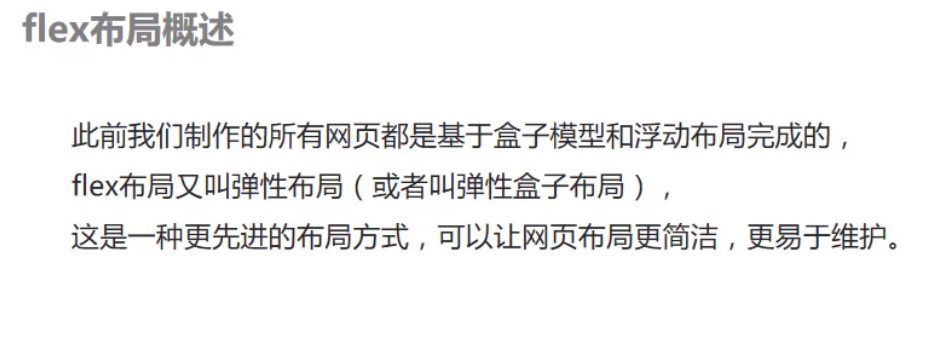 flex布局概述
此前我们制作的所有网页都是基于盒子模型和浮动布局完成的，
flex布局又叫弹性布局（或者叫弹性盒子布局），
这是一种更先进的布局方式，可以让网页布局更简洁，更易于维护。